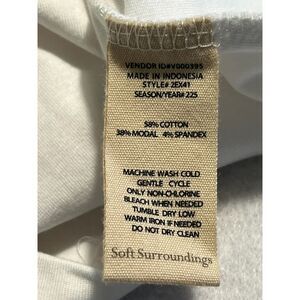 VENDOR ID#V000395
MADE IN INDONESIA
STYLE# 2EX41
SEASON/YEAR# 225
58% COTTON
38% MODAL 4% SPANDEX
MACHINE WASH COLD
GENTLE CYCLE
ONLY NON-CHLORINE
BLEACH WHEN NEEDED
TUMBLE DRY LOW
WARM IRON IF NEEDED
DO NOT DRY CLEAN
Soft Surroundings